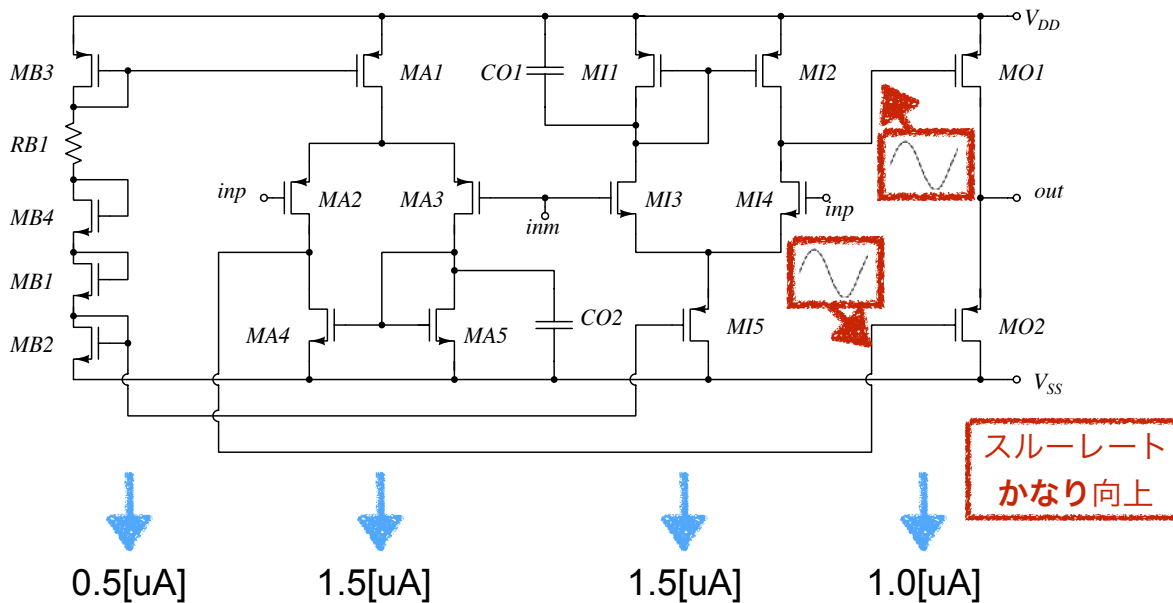 V_DD
MB3
MA1
CO1
MI1
MI2
MO1
RB1
inp
MA2
MA3
inm
MI3
MI4
inp
out
MB4
MB1
MB2
MA4
MA5
CO2
MI5
MO2
V_SS
スルーレート
かなり向上
0.5[uA]
1.5[uA]
1.5[uA]
1.0[uA]